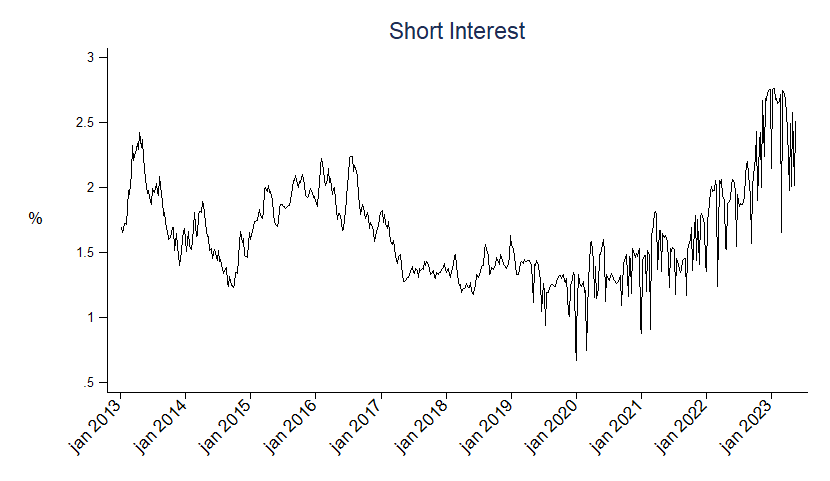 Short Interest
3
2.5
2
%
1.5
1
.5
jan 2013
jan 2014
jan 2015
jan 2016
jan 2017
jan 2018
jan 2019
jan 2020
jan 2021
jan 2022
jan 2023